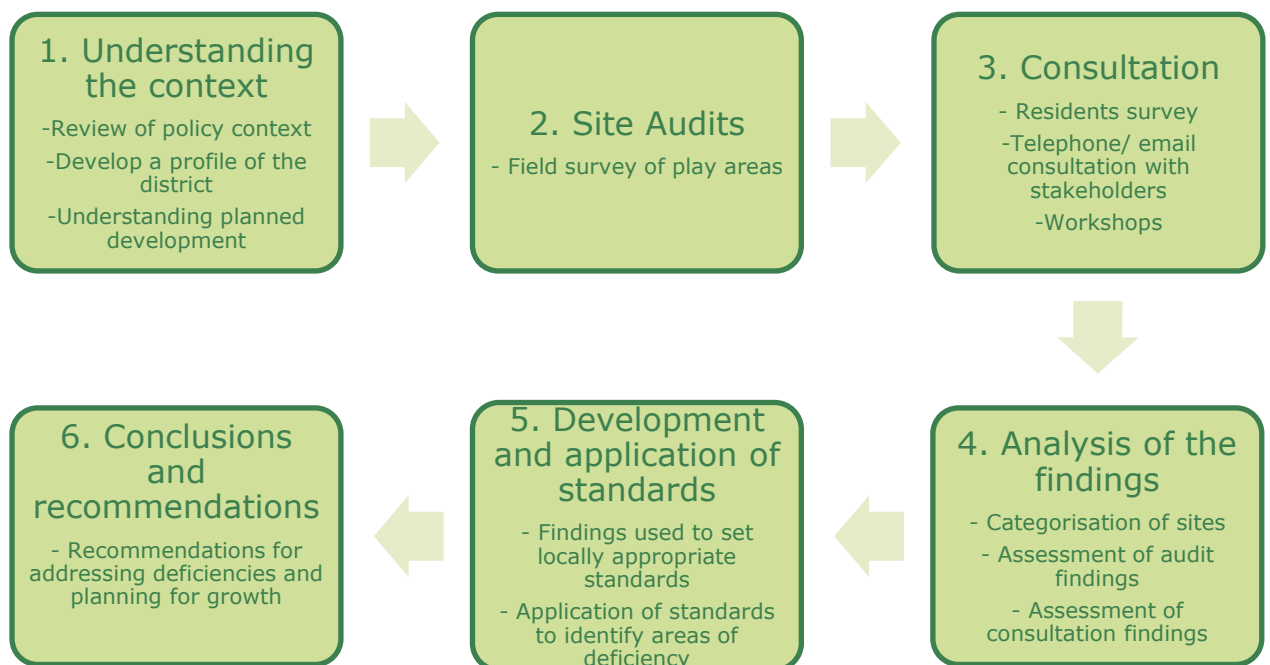 1. Understanding
the context
-Review of policy context
-Develop a profile of the
district
-Understanding planned
development
2. Site Audits
- Field survey of play areas
3. Consultation
- Residents survey
-Telephone/ email
consultation with
stakeholders
-Workshops
4. Analysis of the
findings
- Categorisation of sites
- Assessment of audit
findings
- Assessment of
consultation findings
5. Development
and application of
standards
- Findings used to set
locally appropriate
standards
- Application of standards
to identify areas of
deficiency
6. Conclusions
and
recommendations
- Recommendations for
addressing deficiencies and
planning for growth